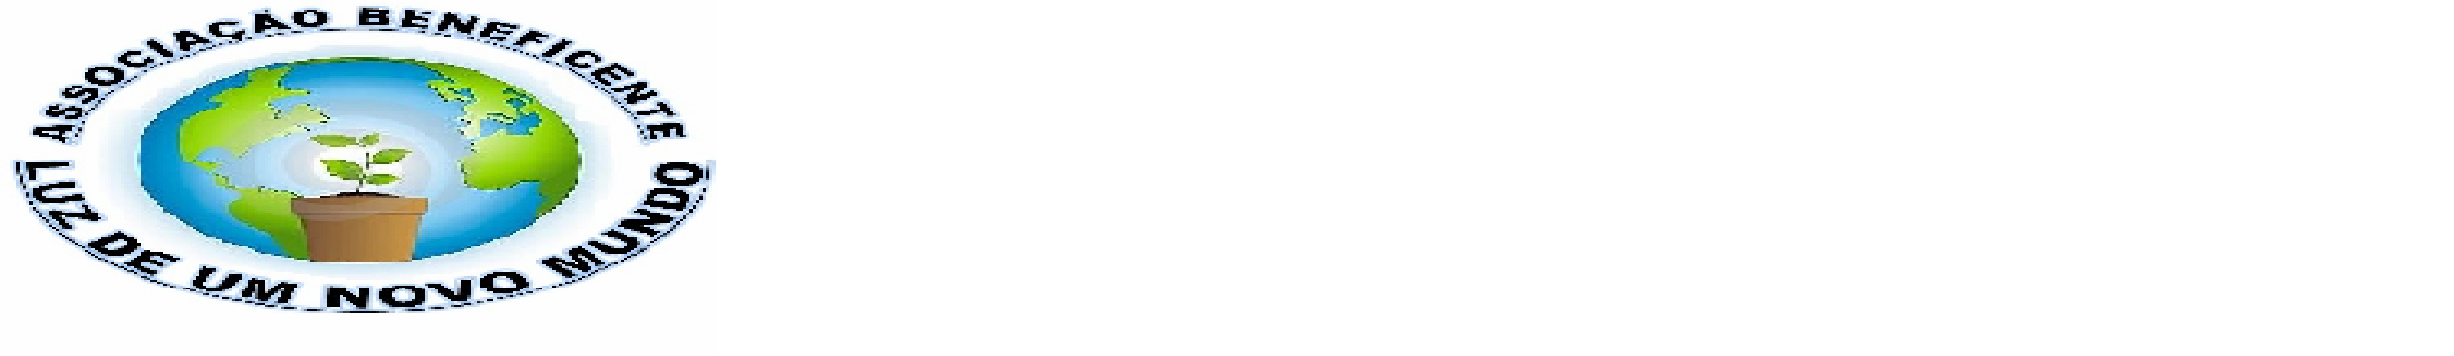 ASSOCIAÇÃO BENEFICENTE
LUZ DE UM NOVO MUNDO